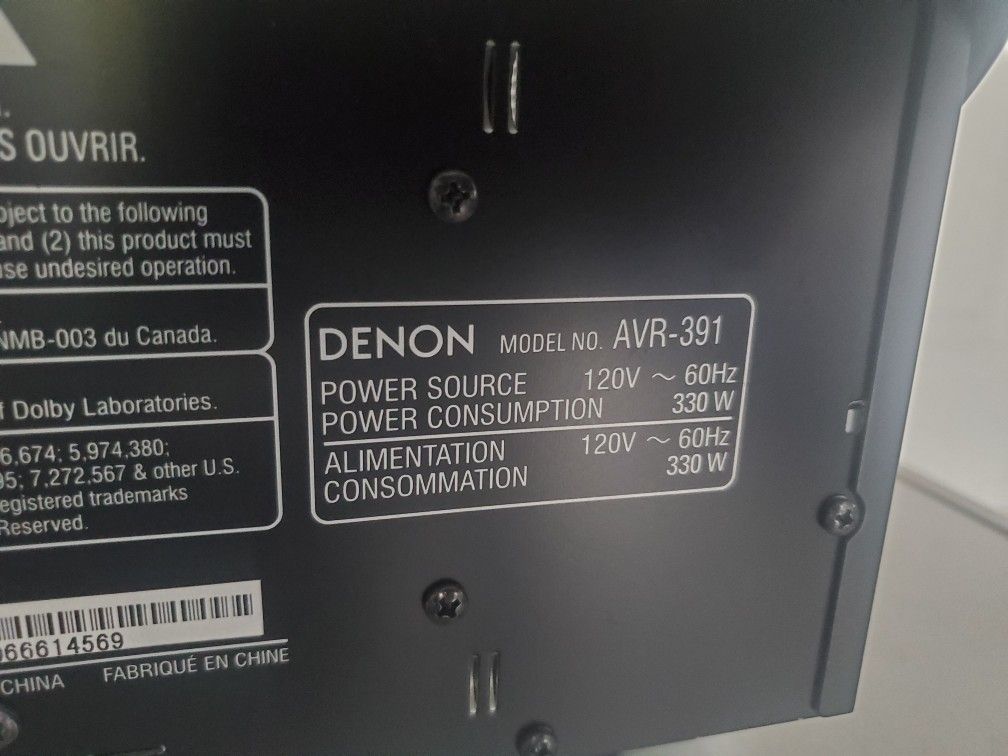 S OUVRIR.
ject to the following
and (2) this product must
se undesired operation.
NMB-003 du Canada.
Dolby Laboratories.
6,674; 5,974,380;
95; 7,272,567 & other U.S.
egistered trademarks
Reserved.
66614569
CHINA FABRIQUÉ EN CHINE
DENON MODEL NO. AVR-391
POWER SOURCE 120V ~ 60Hz
POWER CONSUMPTION 330 W
ALIMENTATION 120V ~ 60Hz
CONSOMMATION 330 W